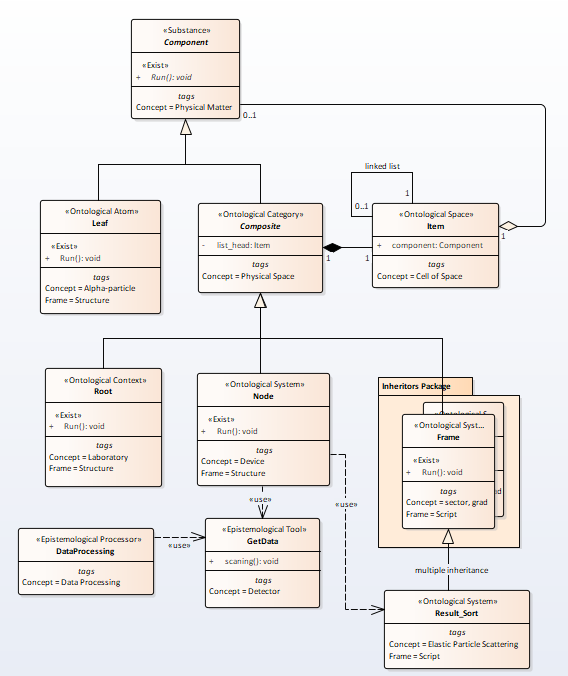 «Substance»
Component
«Exist»
+ Run(): void
tags
Concept = Physical Matter
0..1
linked list
1
0..1
«Ontological Atom»
Leaf
«Exist»
+ Run(): void
tags
Concept = Alpha-particle
Frame = Structure
«Ontological Category»
Composite
- list_head: Item
tags
Concept = Physical Space
1
1
«Ontological Space»
Item
+ component: Component
tags
Concept = Cell of Space
1
«Ontological Context»
Root
«Exist»
+ Run(): void
tags
Concept = Laboratory
Frame = Structure
«Ontological System»
Node
«Exist»
+ Run(): void
tags
Concept = Device
Frame = Structure
Inheritors Package
«Ontological Syst...
Frame
«Exist»
+ Run(): void
tags
Concept = sector, grad
Frame = Script
«use»
«use»
«Epistemological Processor»
DataProcessing
tags
Concept = Data Processing
«use»
«Epistemological Tool»
GetData
+ scaning(): void
tags
Concept = Detector
multiple inheritance
«Ontological System»
Result_Sort
tags
Concept = Elastic Particle Scattering
Frame = Script